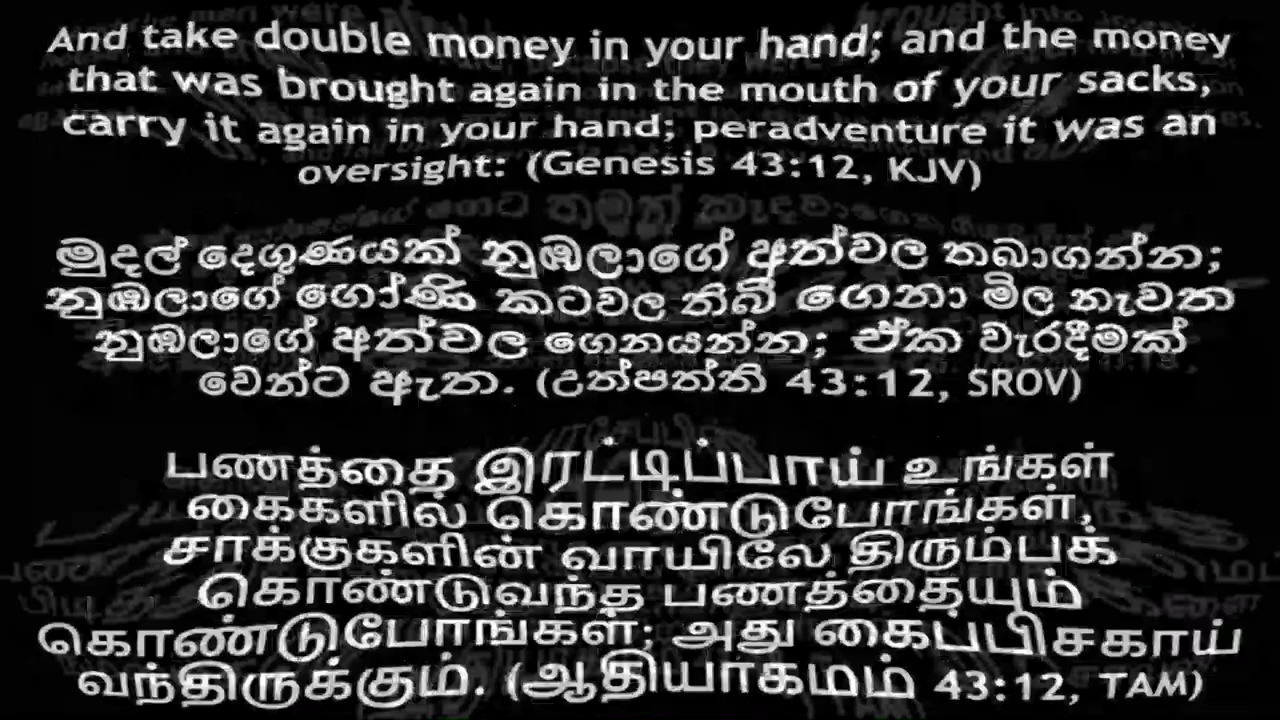 And take double money in your hand; and the money
that was brought again in the mouth of your sacks,
carry it again in your hand; peradventure it was an
oversight: (Genesis 43:12, KJV)
මුදල් දෙගුණයක් නුඹලාගේ අත්වල තබාගන්න;
නුඹලාගේ ගෝණි කටවල තිබී ගෙනා මිල නැවත
නුඹලාගේ අත්වල ගෙනයන්න; ඒක වැරදීමක්
වෙන්ට ඇත. (උත්පත්ති 43:12, SROV)
பணத்தை இரட்டிப்பாய் உங்கள்
கைகளில் கொண்டுபோங்கள்,
சாக்குகளின் வாயிலே திரும்பக்
கொண்டுவந்த பணத்தையும்
கொண்டுபோங்கள்; அது கைப்பிசகாய்
வந்திருக்கும். (ஆதியாகமம் 43:12, TAM)